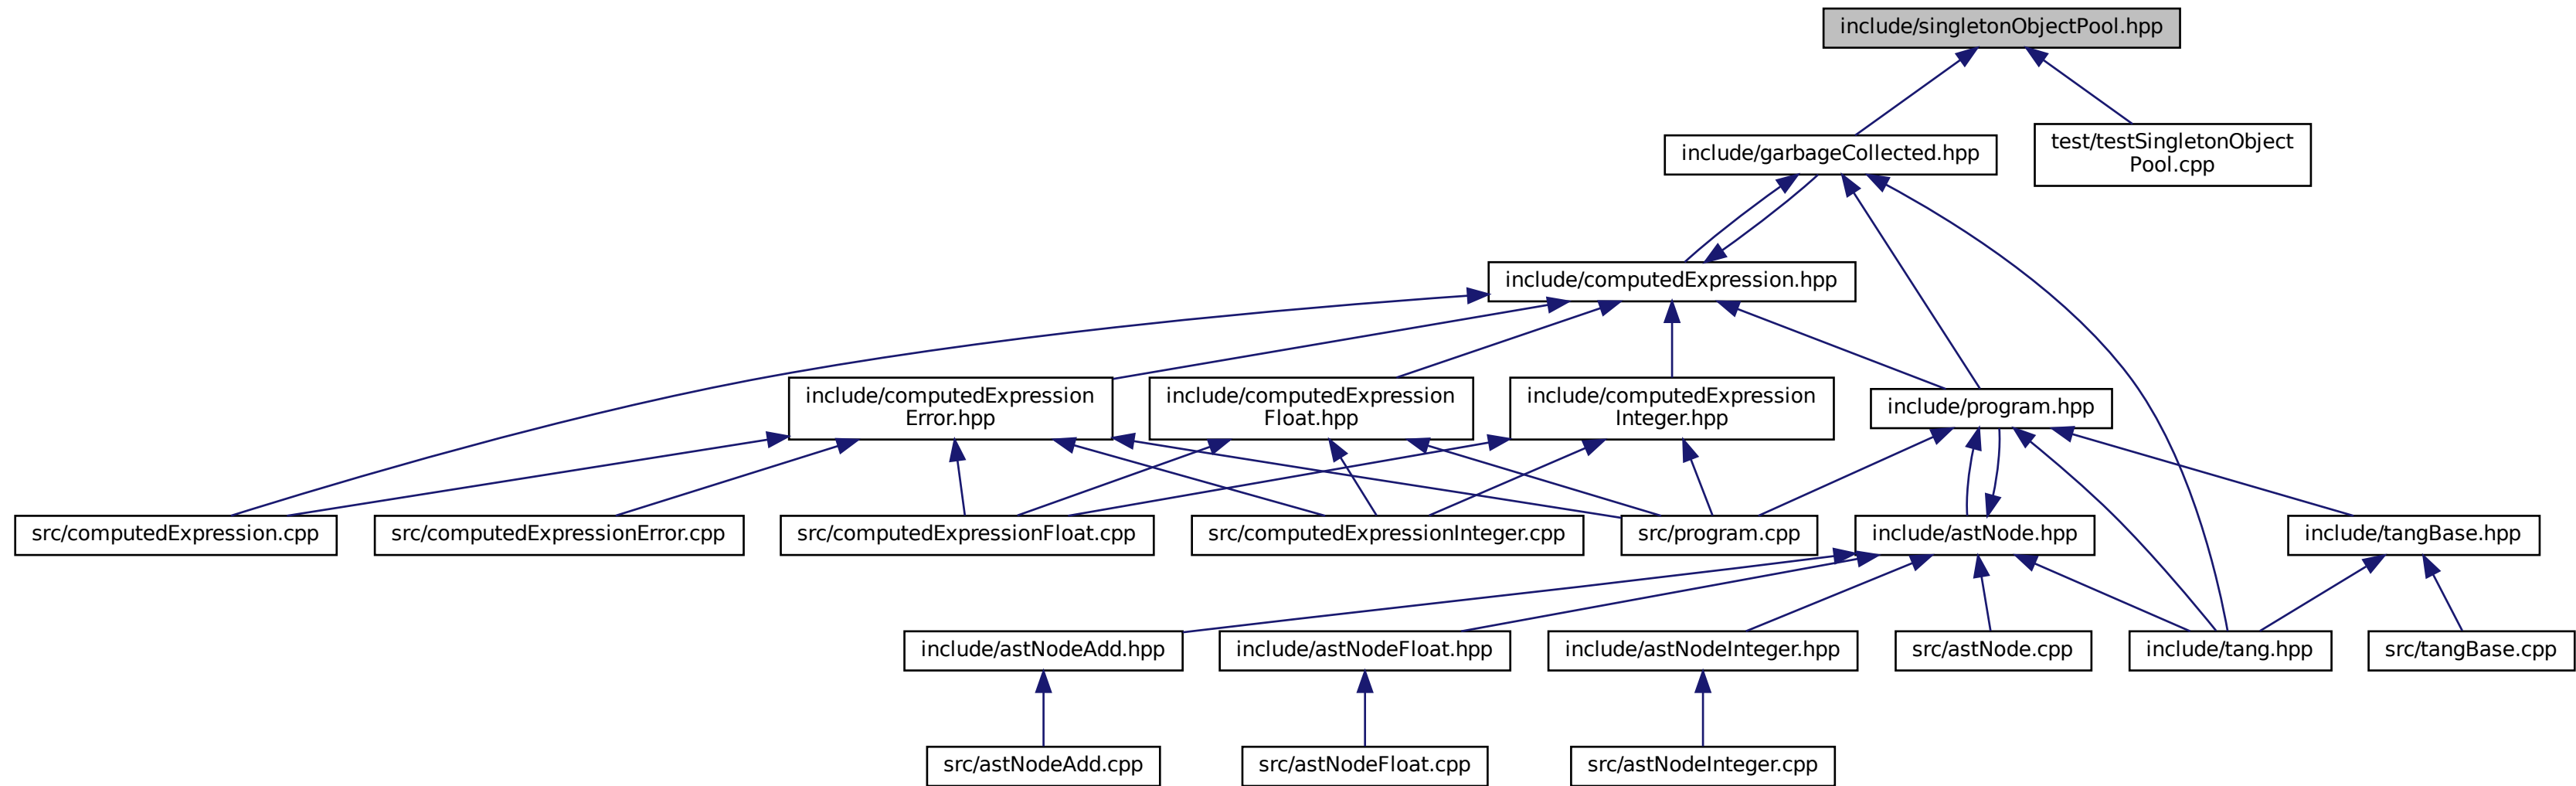 include/singletonObjectPool.hpp
include/garbageCollected.hpp
test/testSingletonObject
Pool.cpp
include/computedExpression.hpp
include/computedExpression
Error.hpp
include/computedExpression
Float.hpp
include/computedExpression
Integer.hpp
include/program.hpp
src/computedExpression.cpp
src/computedExpressionError.cpp
src/computedExpressionFloat.cpp
src/computedExpressionInteger.cpp
src/program.cpp
include/astNode.hpp
include/tangBase.hpp
include/astNodeAdd.hpp
include/astNodeFloat.hpp
include/astNodeInteger.hpp
src/astNode.cpp
include/tang.hpp
src/tangBase.cpp
src/astNodeAdd.cpp
src/astNodeFloat.cpp
src/astNodeInteger.cpp